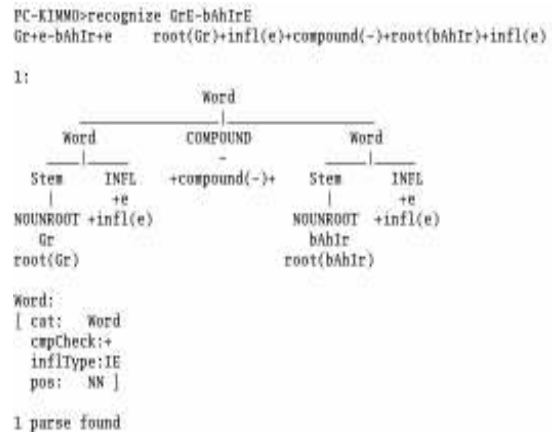 PC-KIMMO>recognize GrE-bAhIrE
Gr+e-bAhIr+e root(Gr)+infl(e)+compound(-)+root(bAhIr)+infl(e)
1:
Word
Word COMPOUND Word
-
Stem INFL +compound(-)+ Stem INFL
+e +e
NOUNROOT +infl(e) NOUNROOT +infl(e)
Gr bAhIr
root(Gr) root(bAhIr)
Word:
[ cat: Word
cmpCheck:+
inflType:IE
pos: NN ]
1 parse found